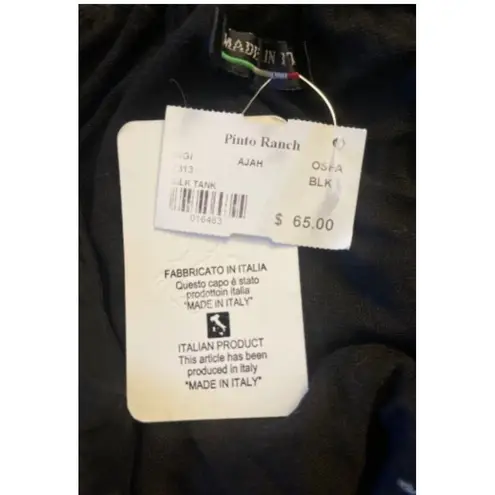 MADE IN IT
Pinto Ranch
AJAH OSFA
BLK
TANK
016463
$ 65.00
FABBRICATO IN ITALIA
Questo capo è stato
prodottoin italia
"MADE IN ITALY"
ITALIAN PRODUCT
This article has been
produced in Italy
"MADE IN ITALY"